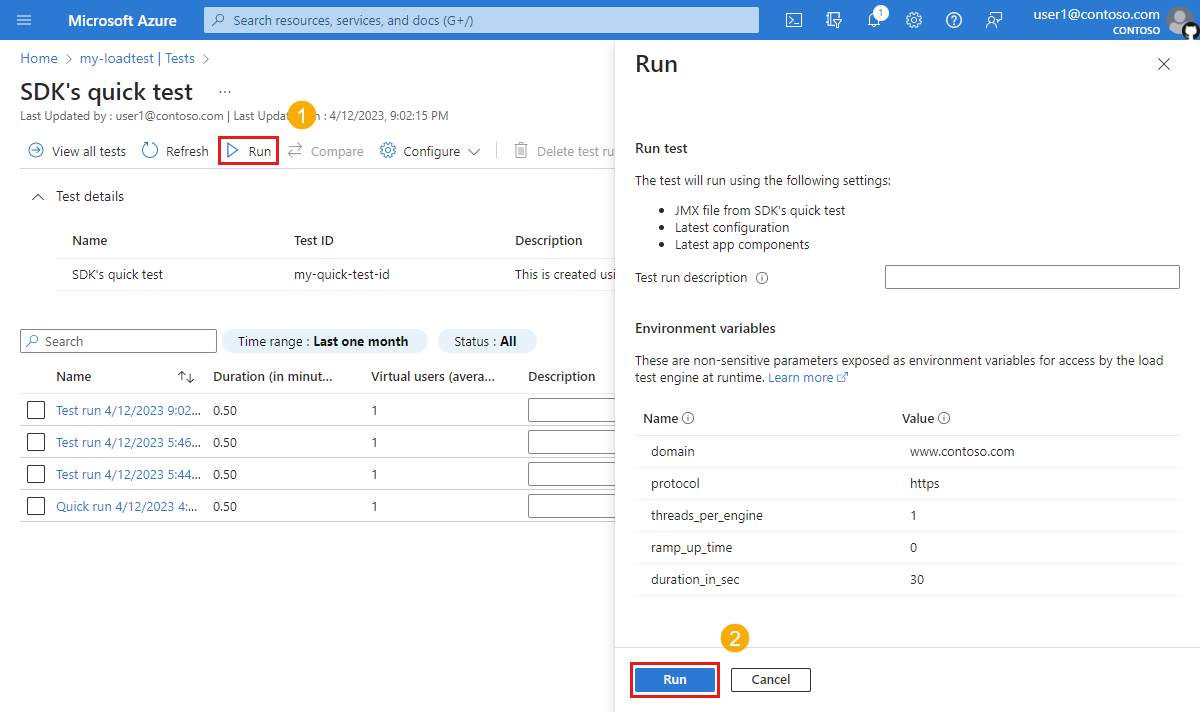 Microsoft Azure
Search resources, services, and docs (G+/)
1
user1@contoso.com
CONTOSO
Home > my-loadtest | Tests >
SDK's quick test ...
Last Updated by : user1@contoso.com | Last Upda : 4/12/2023, 9:02:15 PM
1
View all tests Refresh Run Compare Configure Delete test ru
Test details
Name Test ID Description
SDK's quick test my-quick-test-id This is created usi
Search Time range : Last one month Status : All
Name Duration (in minut... Virtual users (avera... Description
Test run 4/12/2023 9:02... 0.50 1
Test run 4/12/2023 5:46... 0.50 1
Test run 4/12/2023 5:44... 0.50 1
Quick run 4/12/2023 4:... 0.50 1
Run
Run test
The test will run using the following settings:
• JMX file from SDK's quick test
• Latest configuration
• Latest app components
Test run description
Environment variables
These are non-sensitive parameters exposed as environment variables for access by the load
test engine at runtime. Learn more
Name Value
domain www.contoso.com
protocol https
threads_per_engine 1
ramp_up_time 0
duration_in_sec 30
2
Run Cancel